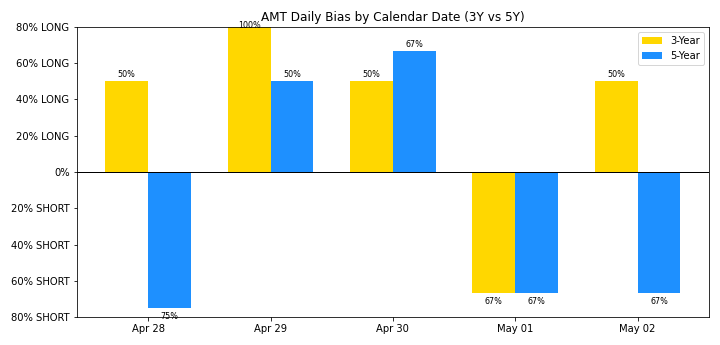 AMT Daily Bias by Calendar Date (3Y vs 5Y)
80% LONG
60% LONG
40% LONG
20% LONG
0%
20% SHORT
40% SHORT
60% SHORT
80% SHORT
3-Year
5-Year
50%
75%
100%
50%
50%
67%
67%
67%
50%
67%
Apr 28
Apr 29
Apr 30
May 01
May 02